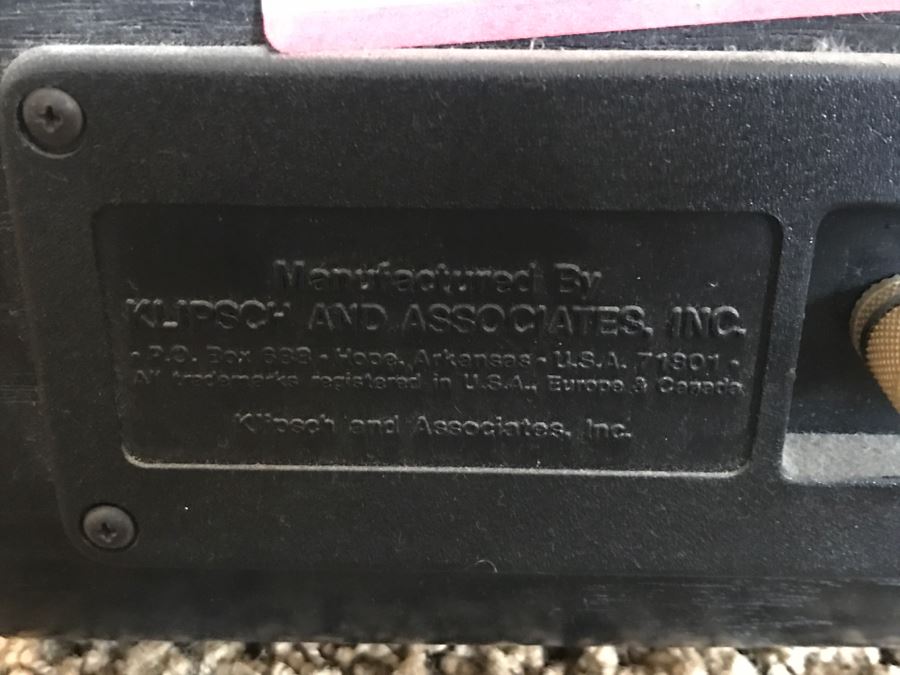 Manufactured By
KLIPSCH AND ASSOCIATES, INC.
• P.O. Box 688 • Hope, Arkansas • U.S.A. 71801 •
All trademarks registered in U.S.A., Europe & Canada
Klipsch and Associates, Inc.